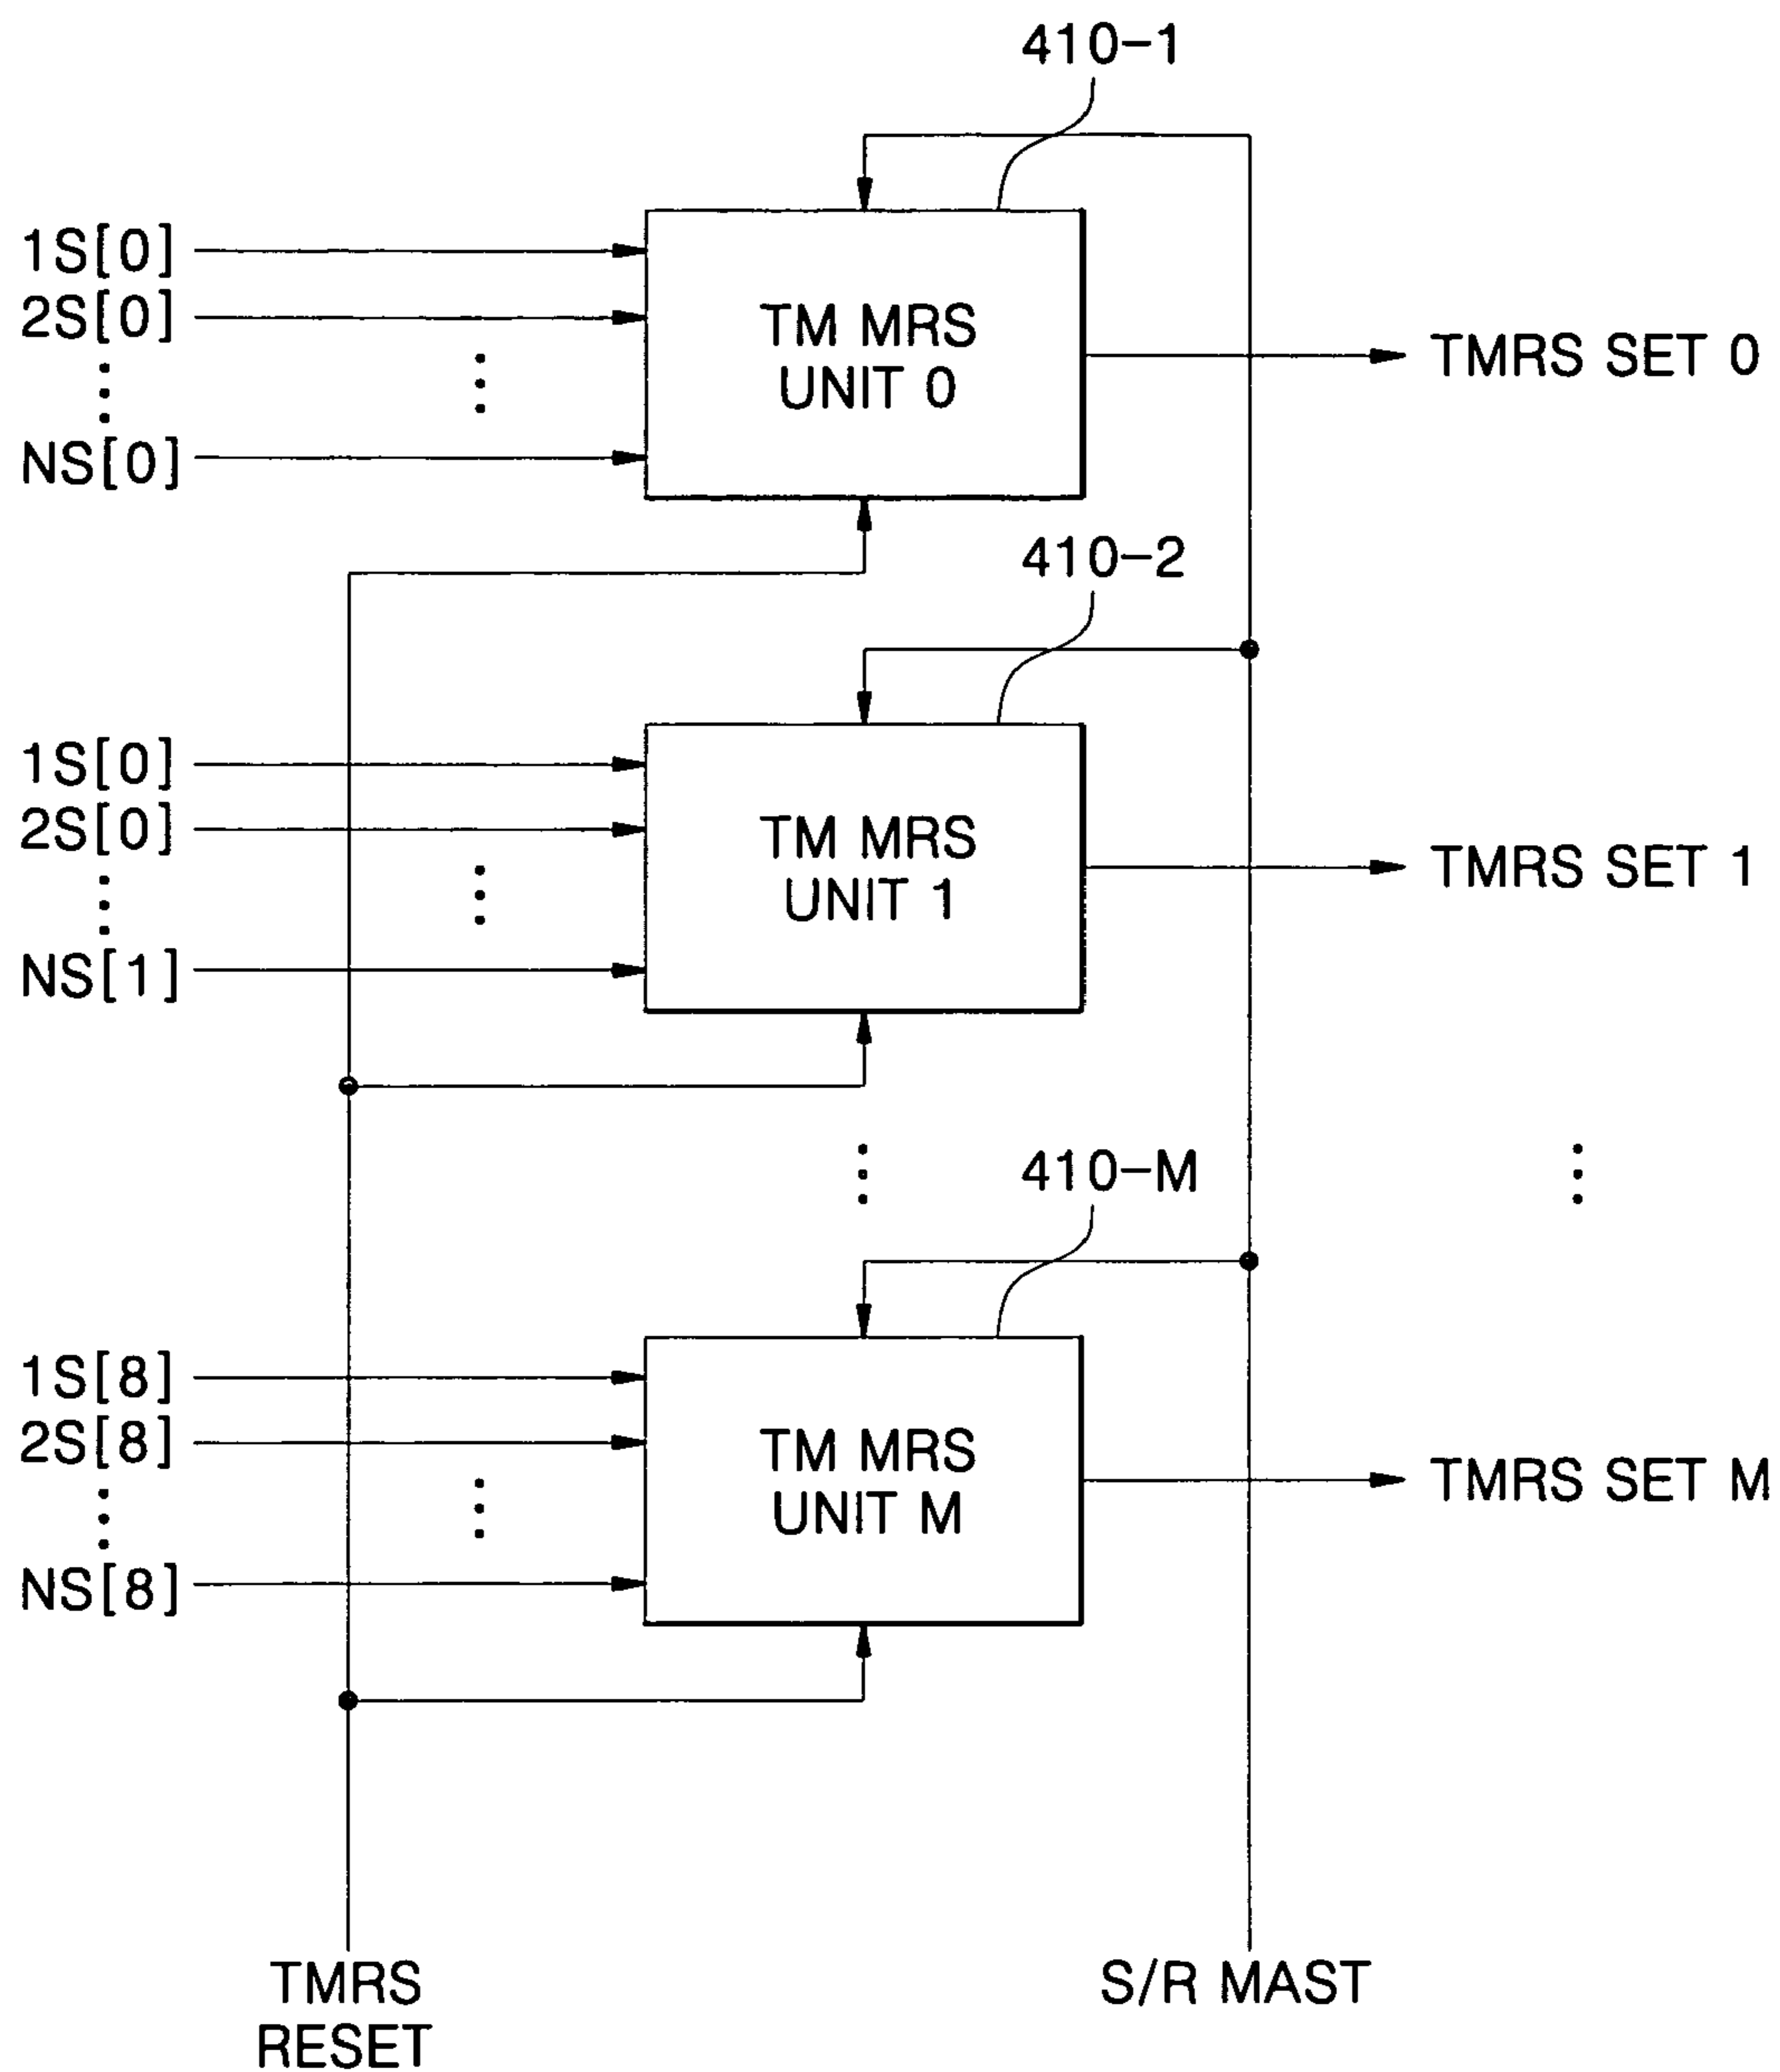 410-1
1S[0]
2S[0]
NS[0]
TM MRS
UNIT 0
TMRS SET 0
410-2
1S[0]
2S[0]
NS[1]
TM MRS
UNIT 1
TMRS SET 1
410-M
1S[8]
2S[8]
NS[8]
TM MRS
UNIT M
TMRS SET M
TMRS
RESET
S/R MAST